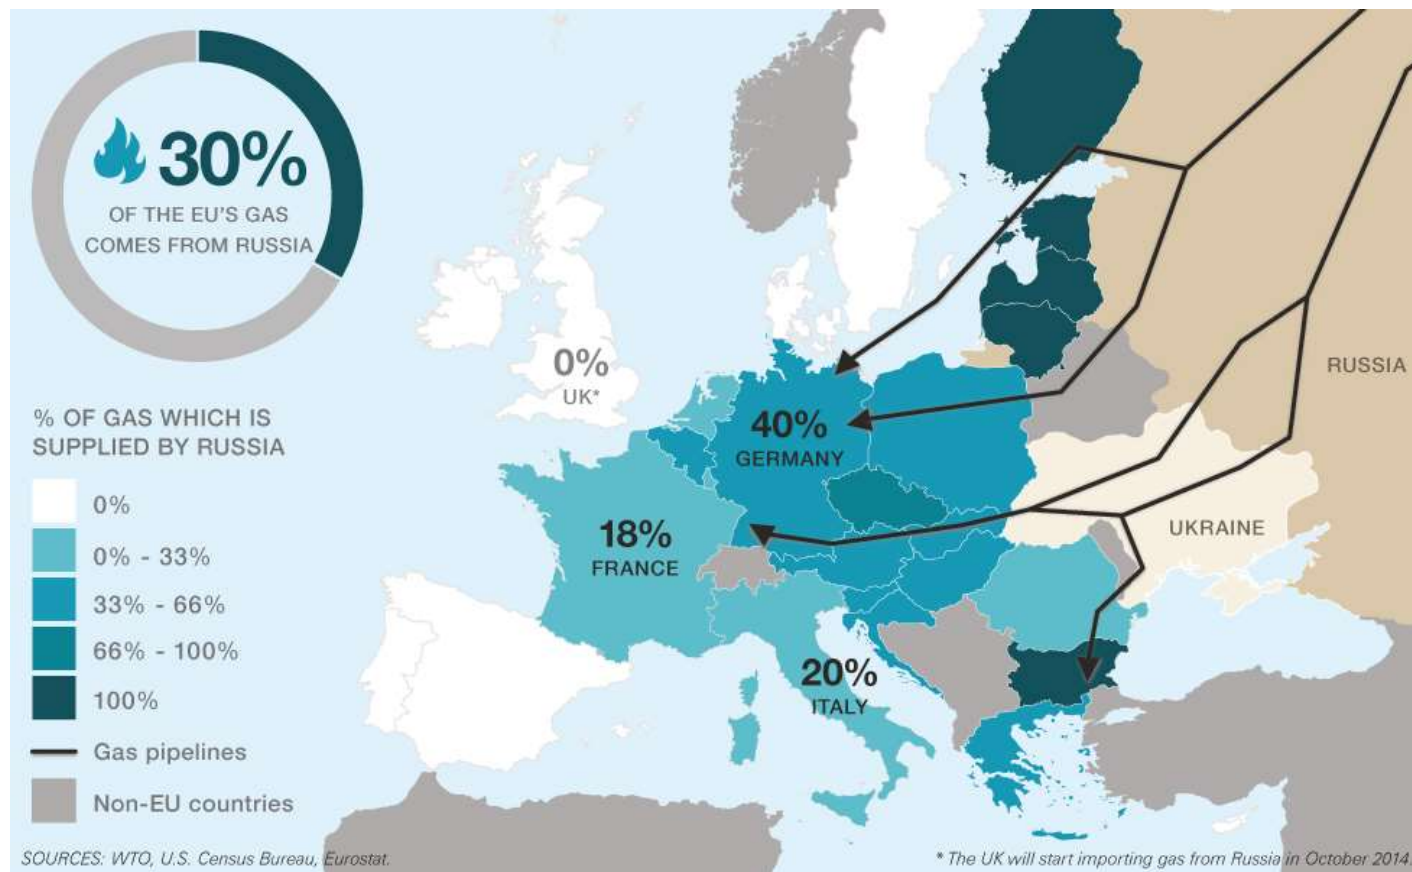 30%
OF THE EU'S GAS
COMES FROM RUSSIA
0%
UK*
RUSSIA
% OF GAS WHICH IS
SUPPLIED BY RUSSIA
40%
GERMANY
0%
0% - 33%
33% - 66%
66% - 100%
100%
Gas pipelines
Non-EU countries
18%
FRANCE
UKRAINE
20%
ITALY
SOURCES: WTO, U.S. Census Bureau, Eurostat.
* The UK will start importing gas from Russia in October 2014.